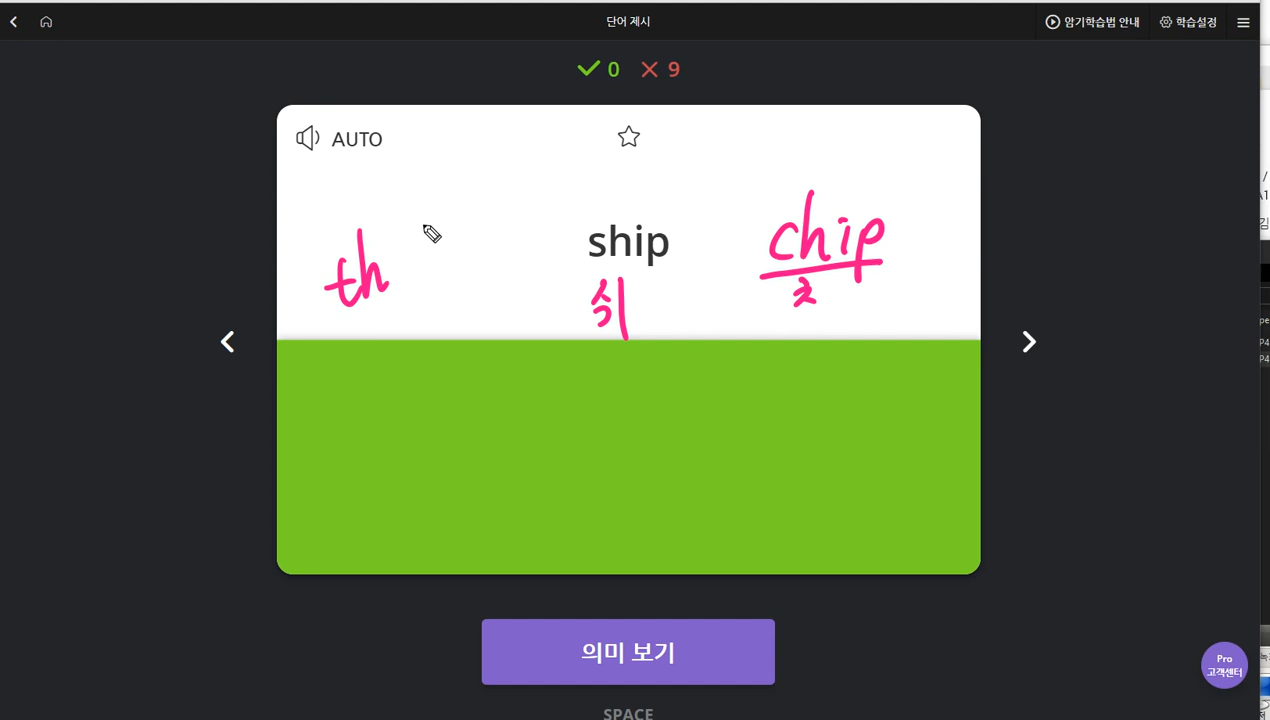 단어 제시
암기학습법 안내
학습설정
0
9
AUTO
ship
chip
ㅊ
th
쉬
의미 보기
SPACE
Pro
고객센터